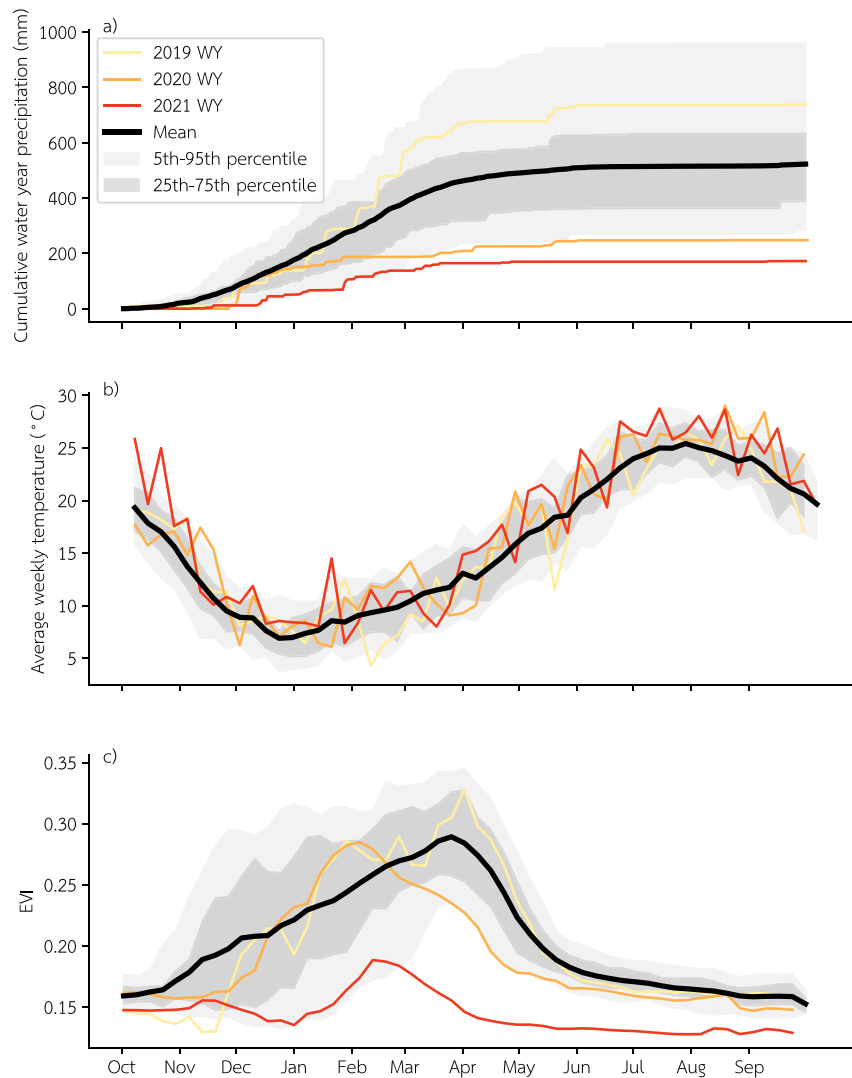 a)
Cumulative water year precipitation (mm)
1000
800
600
400
200
0
2019 WY
2020 WY
2021 WY
Mean
5th-95th percentile
25th-75th percentile
b)
Average weekly temperature (°C)
30
25
20
15
10
5
c)
EVI
0.35
0.30
0.25
0.20
0.15
Oct Nov Dec Jan Feb Mar Apr May Jun Jul Aug Sep